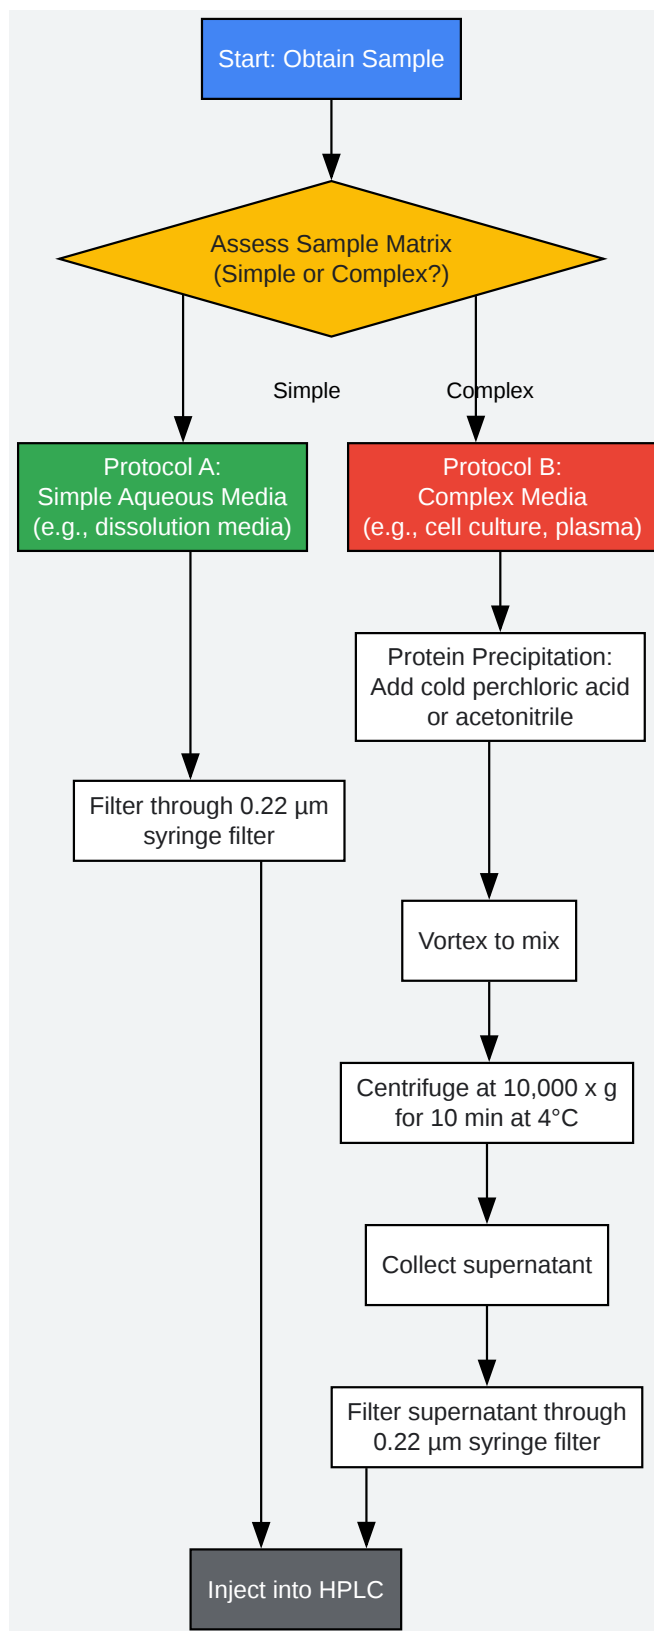 Start: Obtain Sample
Assess Sample Matrix
(Simple or Complex?)
Simple
Complex
Protocol A:
Simple Aqueous Media
(e.g., dissolution media)
Protocol B:
Complex Media
(e.g., cell culture, plasma)
Protein Precipitation:
Add cold perchloric acid
or acetonitrile
Filter through 0.22 µm
syringe filter
Vortex to mix
Centrifuge at 10,000 x g
for 10 min at 4°C
Collect supernatant
Filter supernatant through
0.22 µm syringe filter
Inject into HPLC